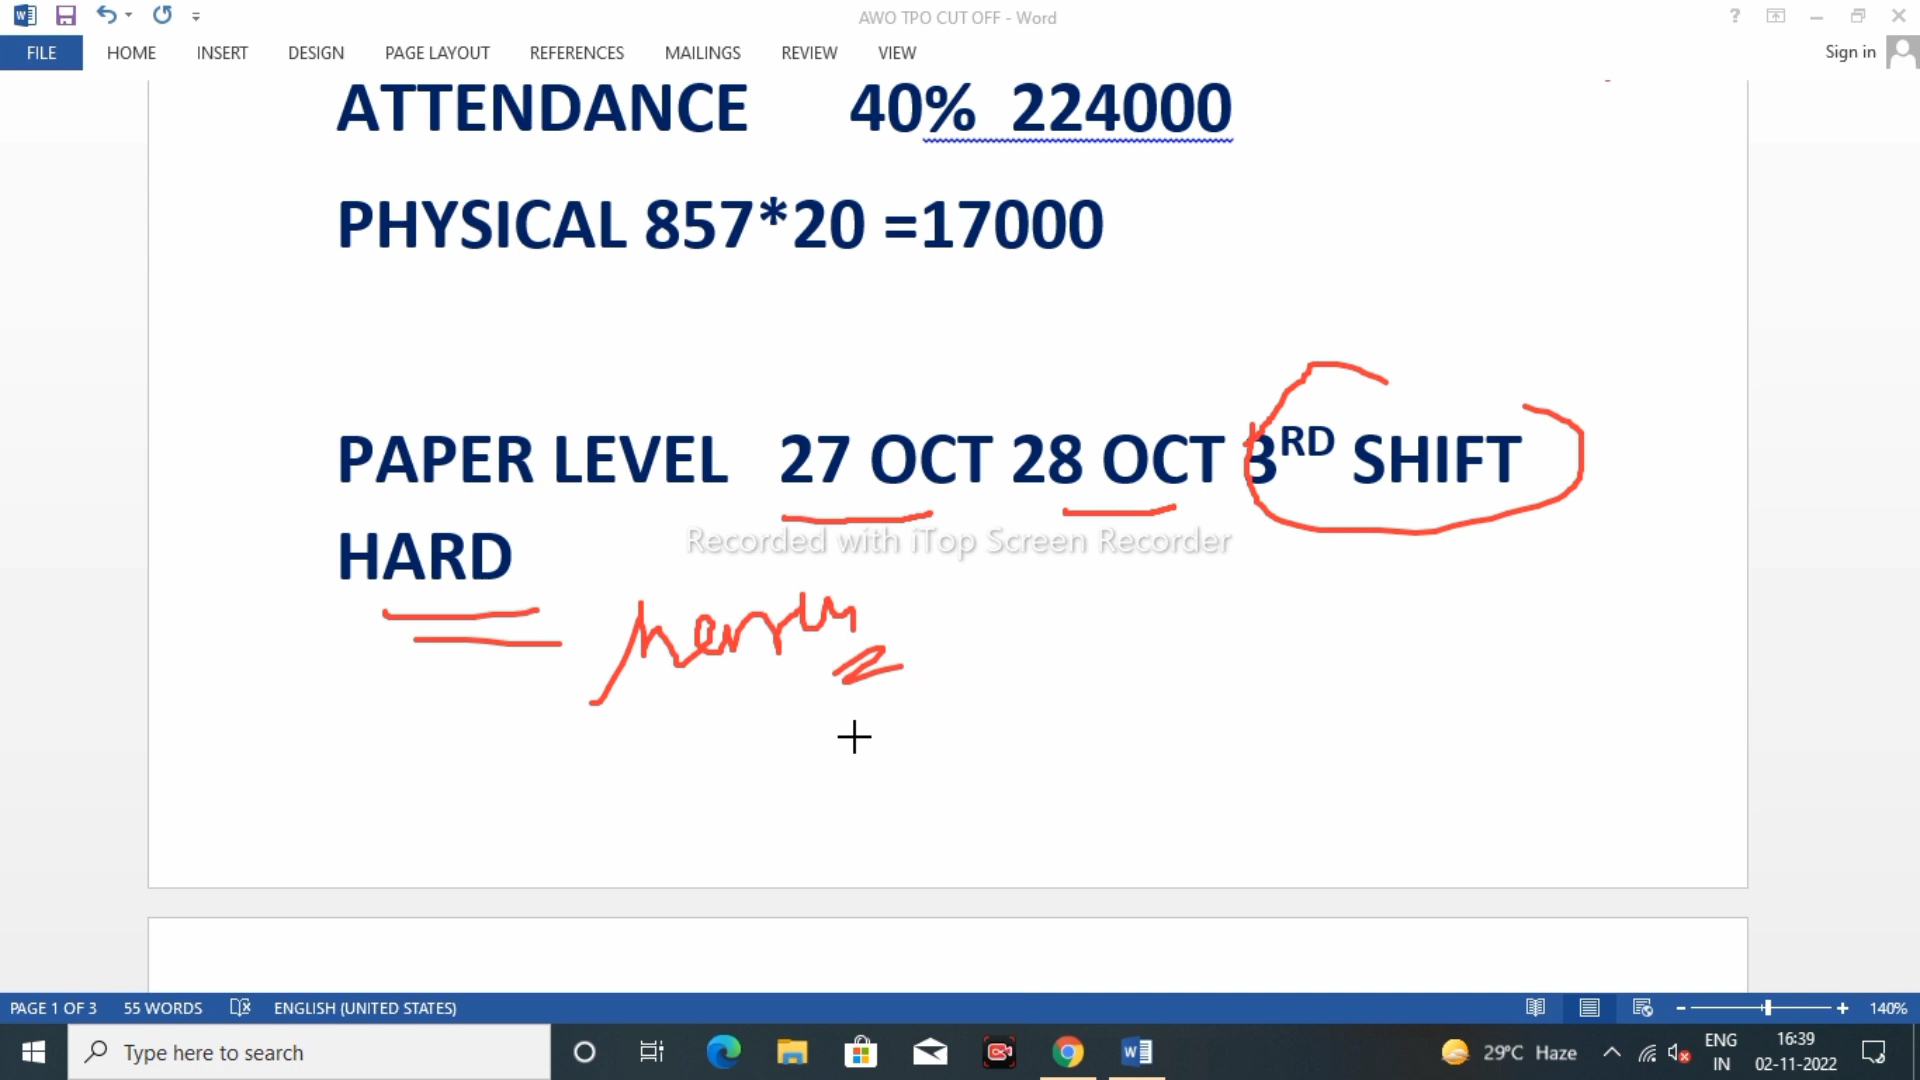 AWO TPO CUT OFF - Word
?
FILE HOME INSERT DESIGN PAGE LAYOUT REFERENCES MAILINGS REVIEW VIEW Sign in
ATTENDANCE 40% 224000
PHYSICAL 857*20 =17000
PAPER LEVEL 27 OCT 28 OCT 3RD SHIFT
HARD
Recorded with iTop Screen Recorder
PAGE 1 OF 3 55 WORDS ENGLISH (UNITED STATES) 140%
Type here to search
29°C Haze
ENG
IN
16:39
02-11-2022